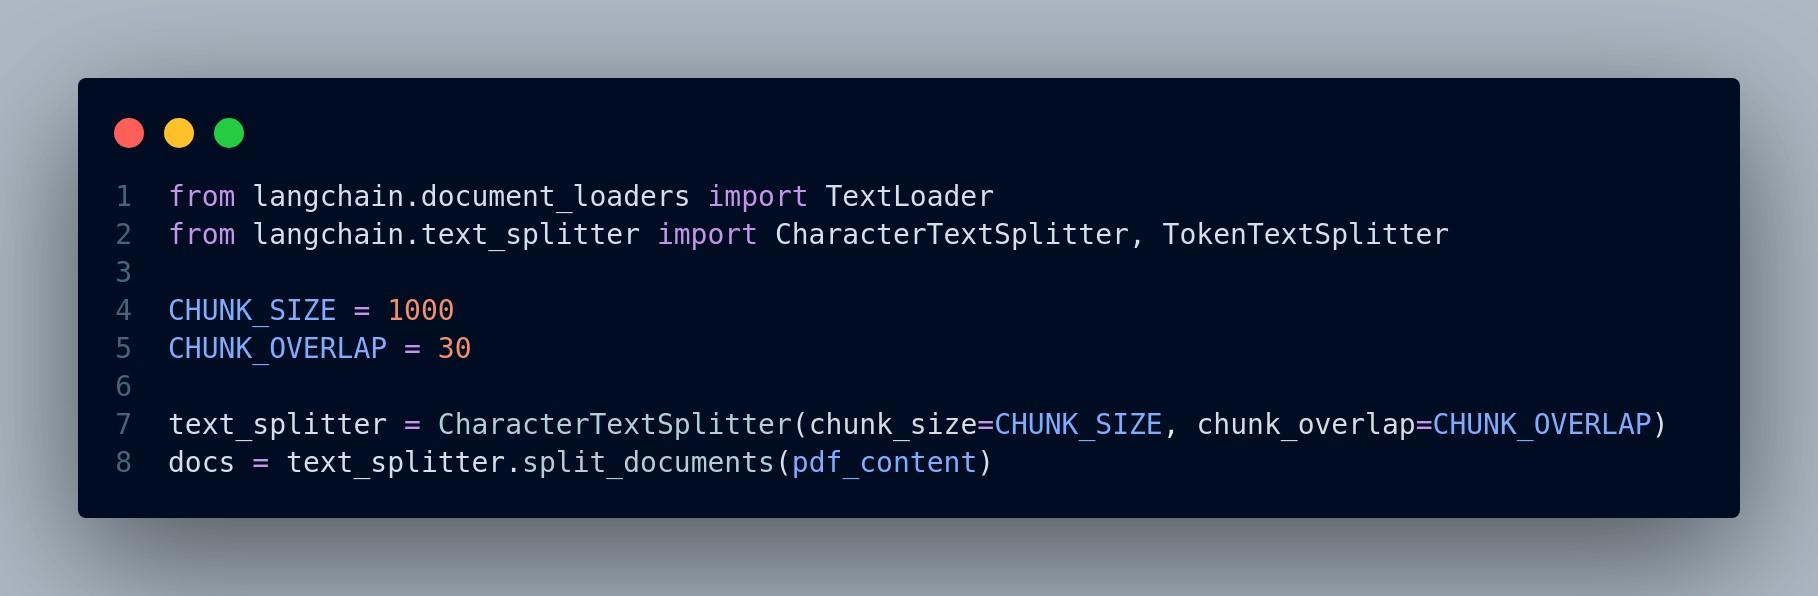 1 from langchain.document_loaders import TextLoader
2 from langchain.text_splitter import CharacterTextSplitter, TokenTextSplitter
3
4 CHUNK_SIZE = 1000
5 CHUNK_OVERLAP = 30
6
7 text_splitter = CharacterTextSplitter(chunk_size=CHUNK_SIZE, chunk_overlap=CHUNK_OVERLAP)
8 docs = text_splitter.split_documents(pdf_content)